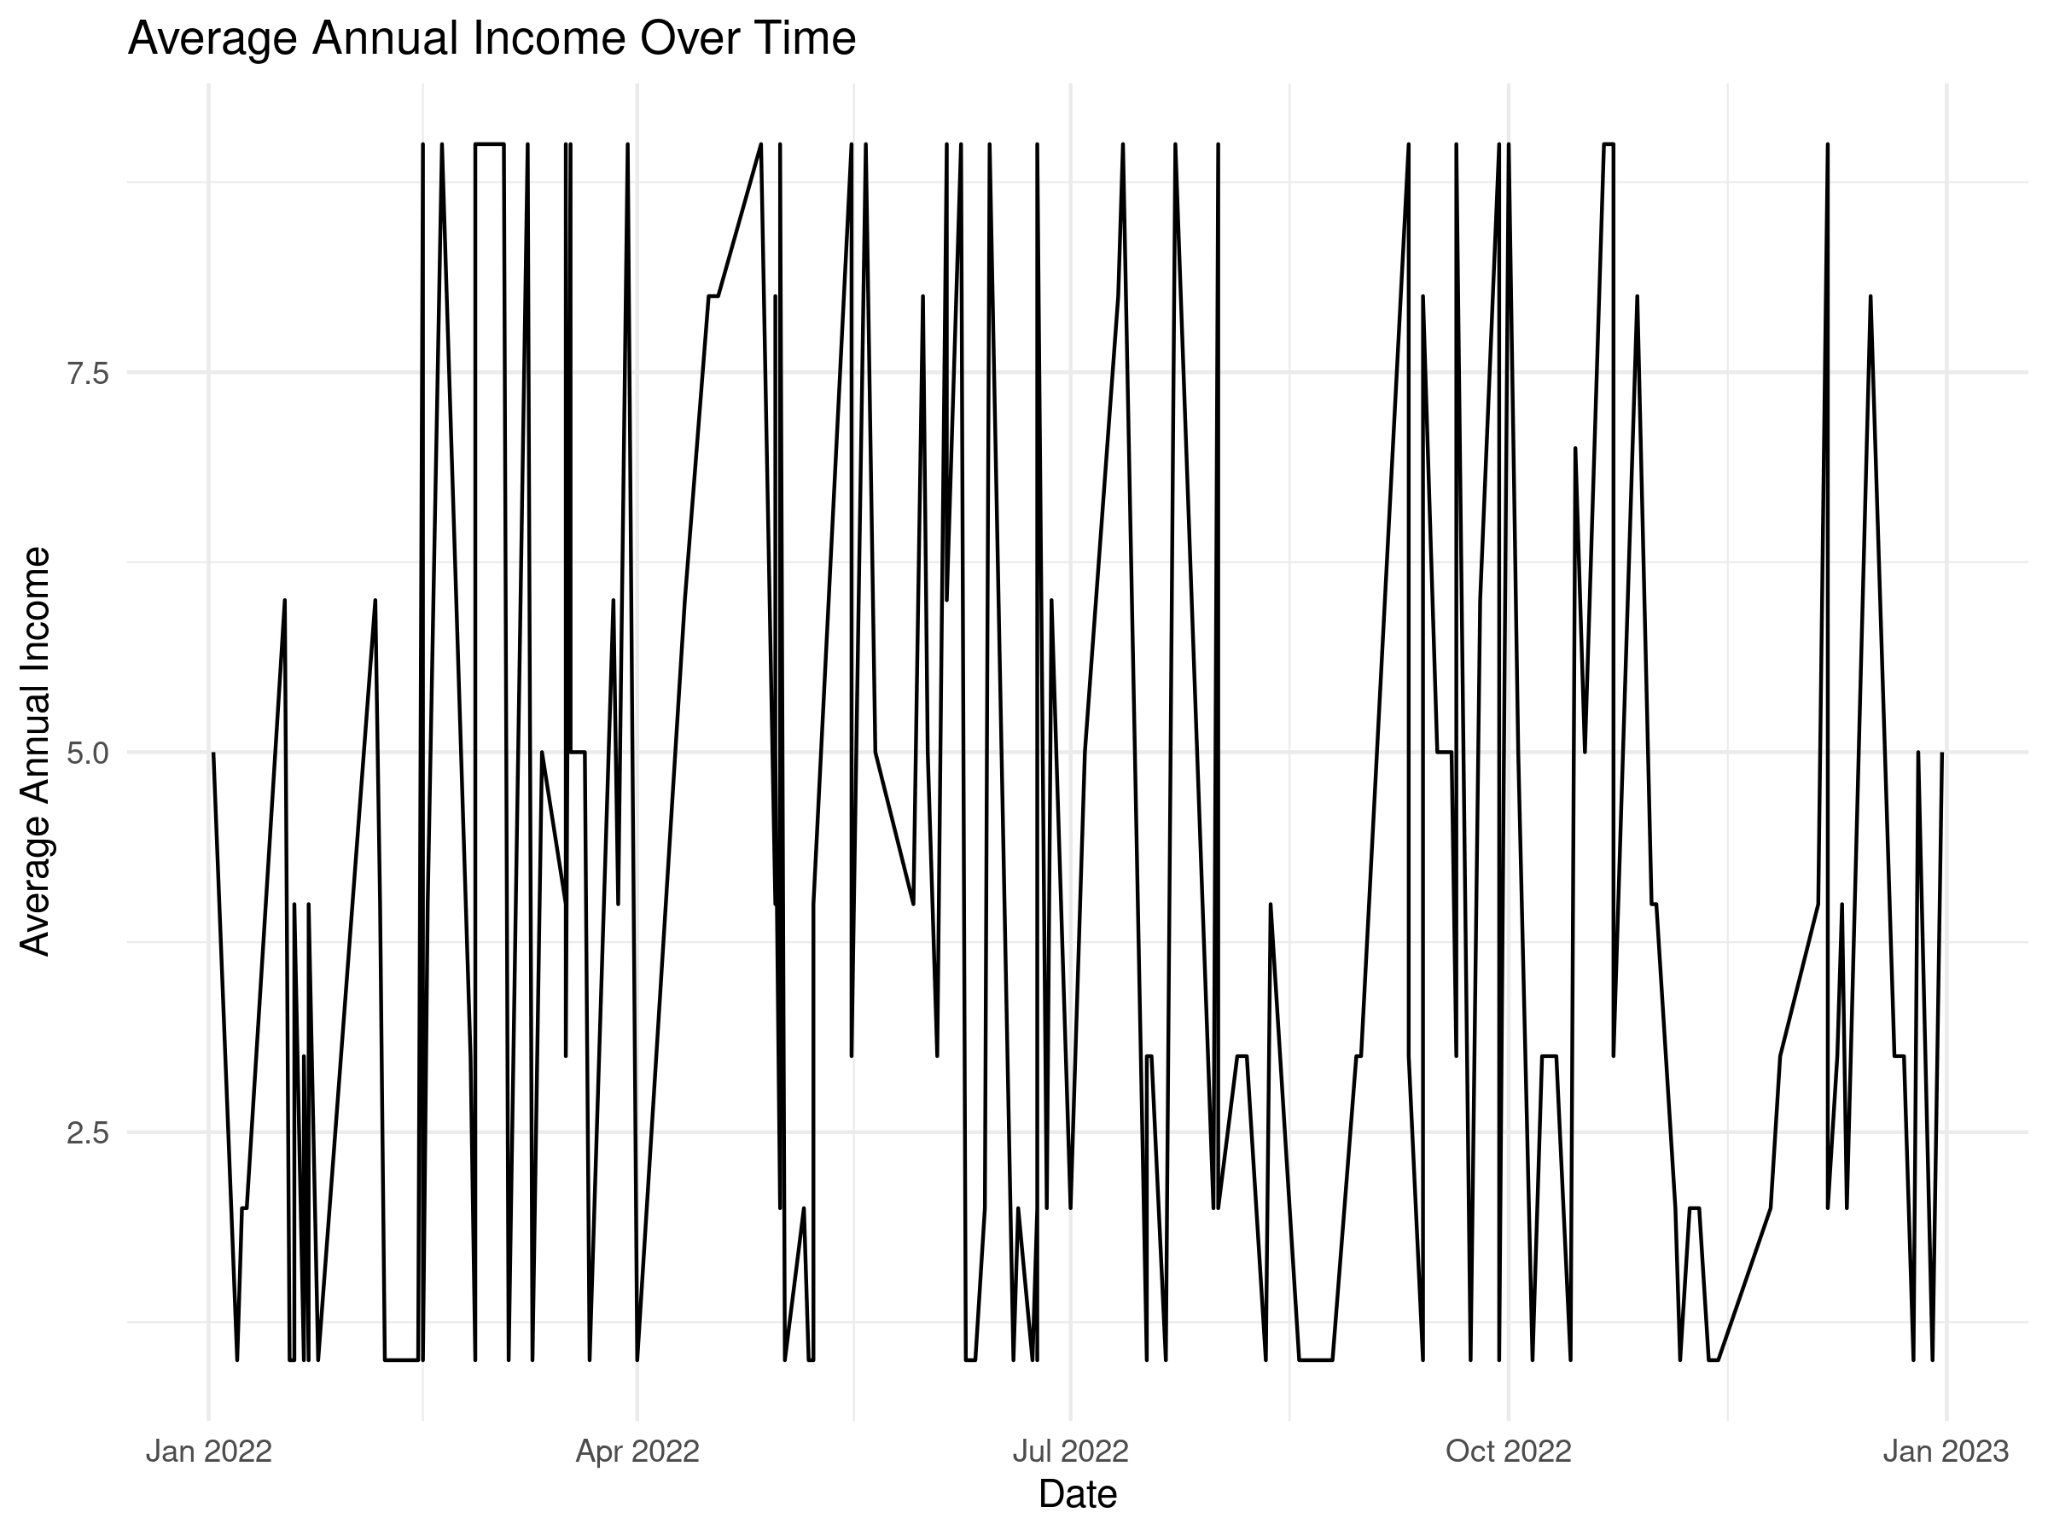 Average Annual Income Over Time
Average Annual Income
7.5
5.0
2.5
Jan 2022
Apr 2022
Jul 2022
Oct 2022
Jan 2023
Date